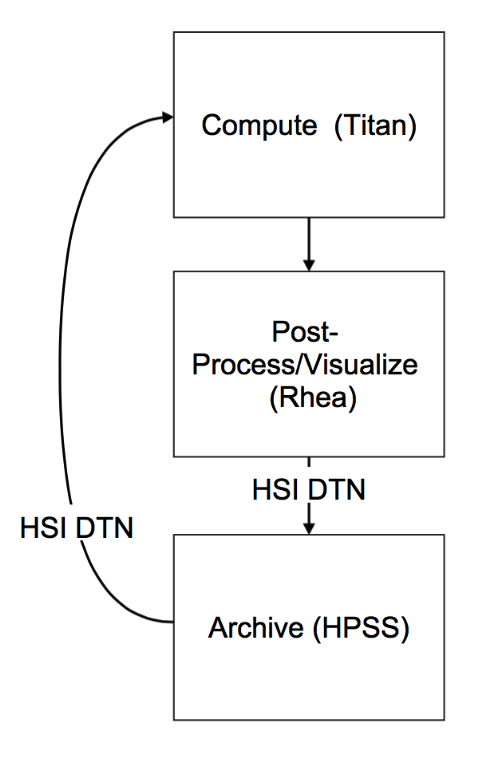 Compute  (Titan)
Post-
Process/Visualize
(Rhea)
HSI DTN
HSI DTN
Archive (HPSS)